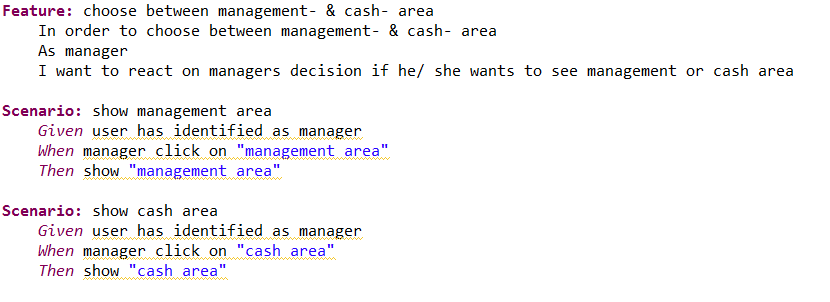 Feature: choose between management- & cash- area
In order to choose between management- & cash- area
As manager
I want to react on managers decision if he/ she wants to see management or cash area
Scenario: show management area
Given user has identified as manager
When manager click on "management area"
Then show "management area"
Scenario: show cash area
Given user has identified as manager
When manager click on "cash area"
Then show "cash area"